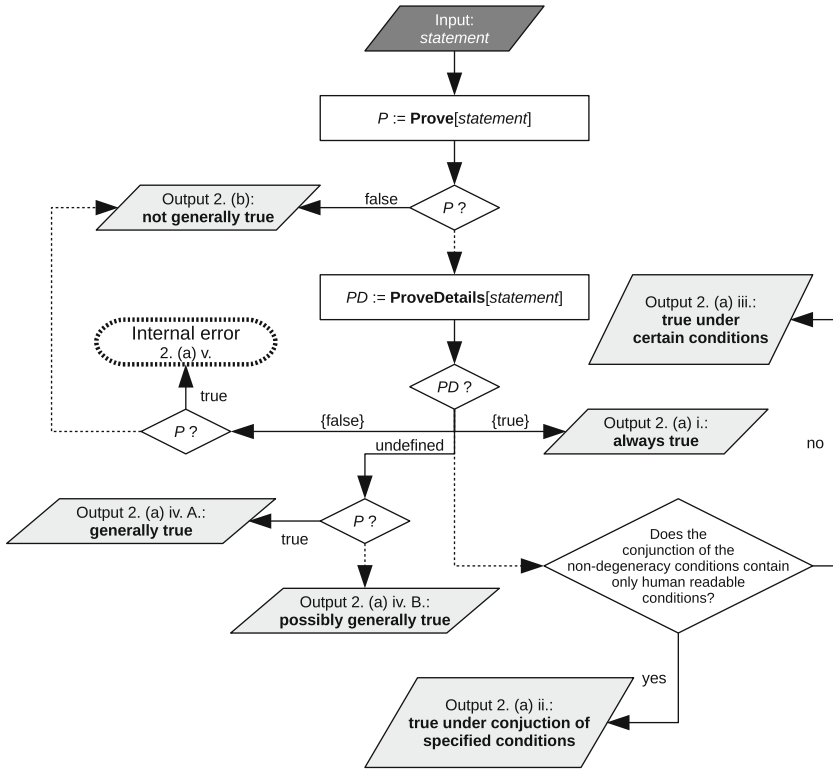 Input:
statement
P := Prove[statement]
Output 2. (b):
not generally true
false
P ?
PD := ProveDetails[statement]
Output 2. (a) iii.:
true under
certain conditions
Internal error
2. (a) v.
PD ?
true
P ?
{false}
{true}
Output 2. (a) i.:
always true
undefined
no
Output 2. (a) iv. A.:
generally true
true
P ?
Does the
conjunction of the
non-degeneracy conditions contain
only human readable
conditions?
Output 2. (a) iv. B.:
possibly generally true
yes
Output 2. (a) ii.:
true under conjuction of
specified conditions